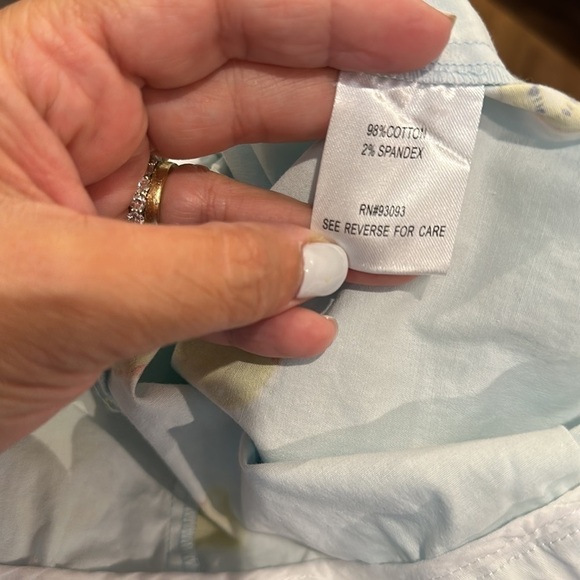 98%COTTON
2% SPANDEX
RN#93093
SEE REVERSE FOR CARE